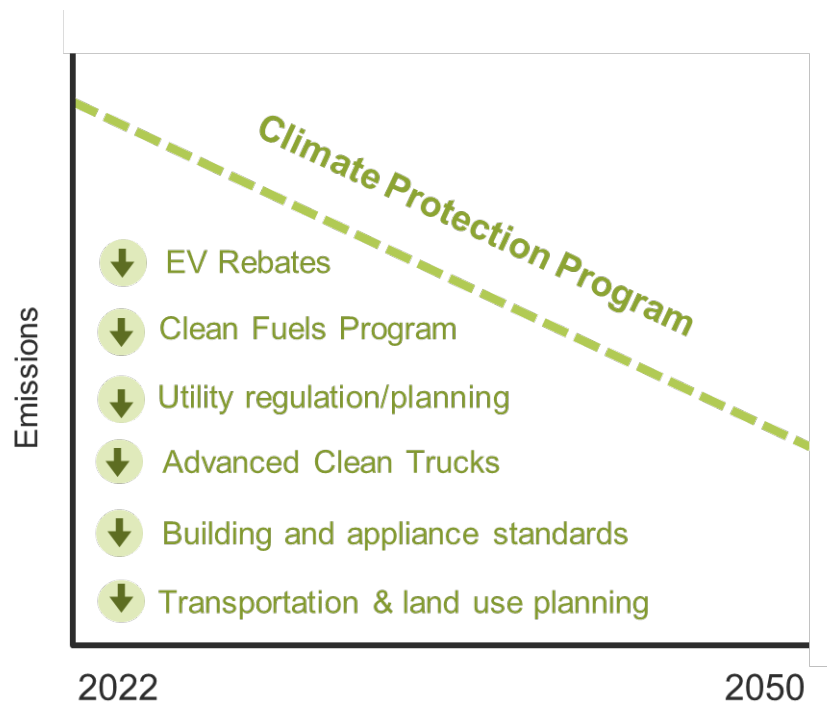 Climate Protection Program
EV Rebates
Clean Fuels Program
Utility regulation/planning
Advanced Clean Trucks
Building and appliance standards
Transportation & land use planning
Emissions
2022
2050